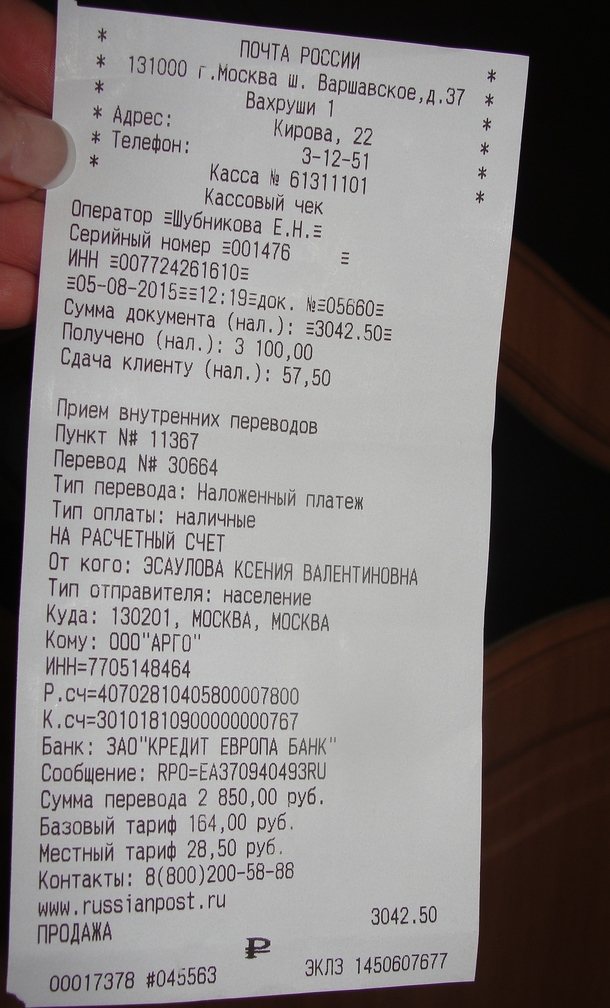 * ПОЧТА РОССИИ *
* 131000 г.Москва ш. Варшавское,д.37 *
* Вахруши 1 *
* Адрес: Кирова, 22 *
* Телефон: 3-12-51 *
* Касса № 61311101 *
Кассовый чек
Оператор ≡Шубникова Е.Н.≡
Серийный номер ≡001476 ≡
ИНН ≡007724261610≡
≡05-08-2015≡≡12:19≡док. №≡05660≡
Сумма документа (нал.): ≡3042.50≡
Получено (нал.): 3 100,00
Сдача клиенту (нал.): 57,50
Прием внутренних переводов
Пункт N# 11367
Перевод N# 30664
Тип перевода: Наложенный платеж
Тип оплаты: наличные
НА РАСЧЕТНЫЙ СЧЕТ
От кого: ЭСАУЛОВА КСЕНИЯ ВАЛЕНТИНОВНА
Тип отправителя: население
Куда: 130201, МОСКВА, МОСКВА
Кому: ООО"АРГО"
ИНН=7705148464
Р.сч=40702810405800007800
К.сч=30101810900000000767
Банк: ЗАО"КРЕДИТ ЕВРОПА БАНК"
Сообщение: RPO=EA370940493RU
Сумма перевода 2 850,00 руб.
Базовый тариф 164,00 руб.
Местный тариф 28,50 руб.
Контакты: 8(800)200-58-88
www.russianpost.ru
ПРОДАЖА 3042.50
₽
00017378 #045563 ЭКЛЗ 1450607677